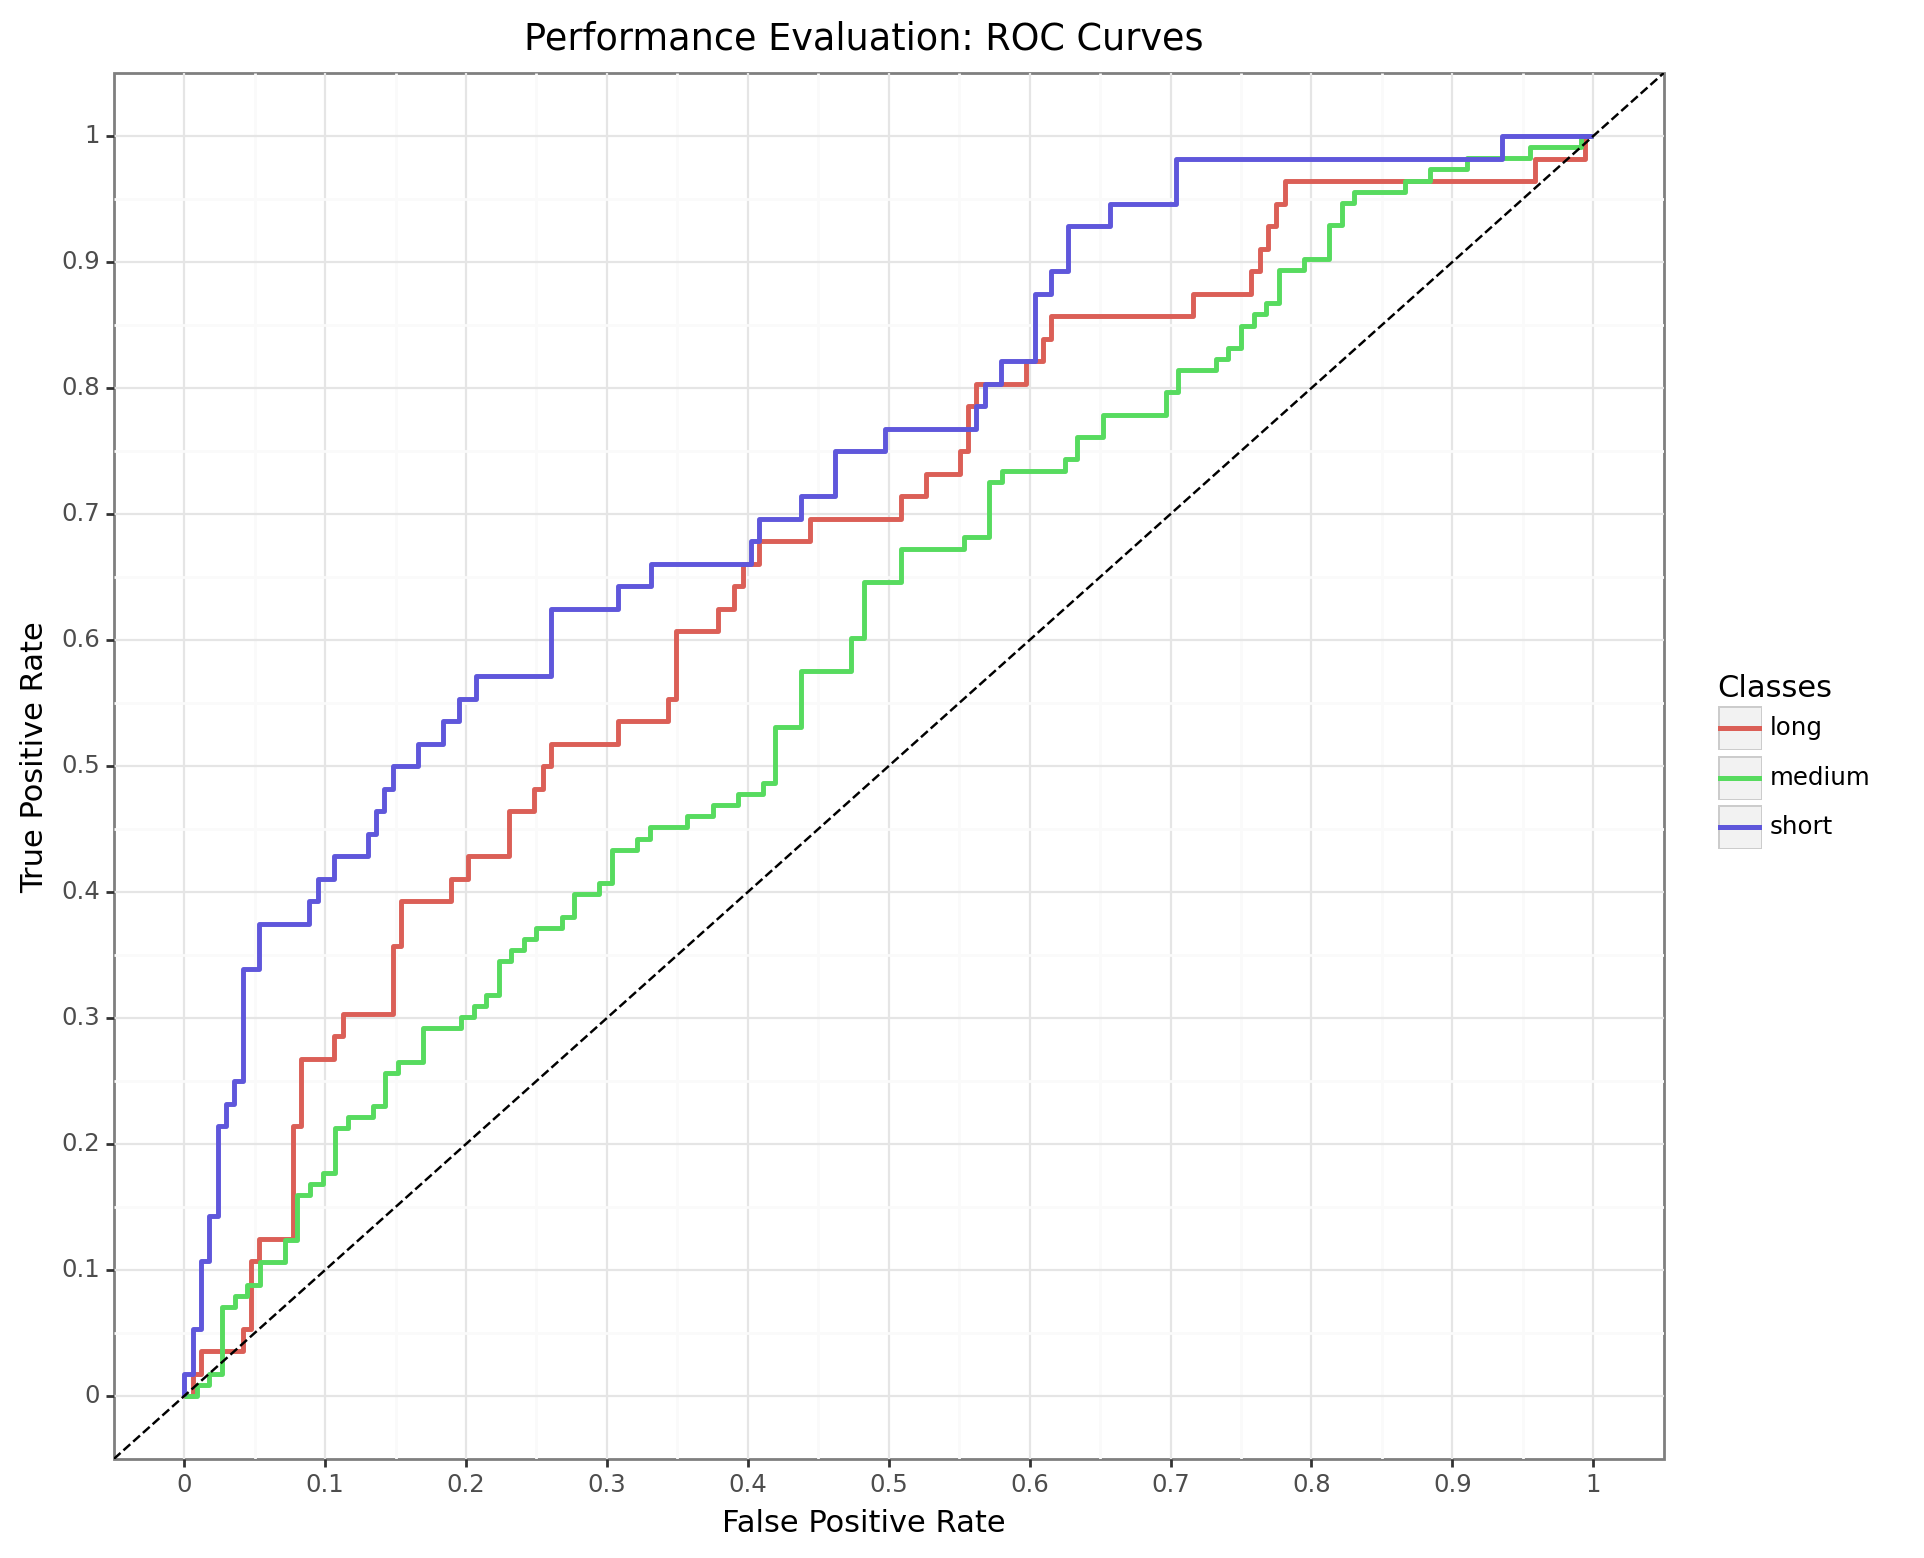 Performance Evaluation: ROC Curves
1
0.9
0.8
0.7
0.6
0.5
0.4
0.3
0.2
0.1
0
True Positive Rate
0 0.1 0.2 0.3 0.4 0.5 0.6 0.7 0.8 0.9 1
False Positive Rate
Classes
long
medium
short